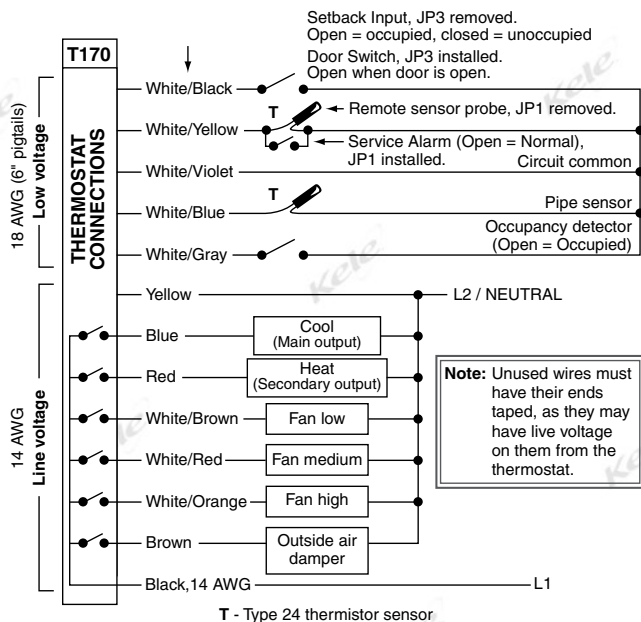 Setback Input, JP3 removed.
Open = occupied, closed = unoccupied
T170
Door Switch, JP3 installed.
Open when door is open.
White/Black
T
Remote sensor probe, JP1 removed.
White/Yellow
Service Alarm (Open = Normal),
JP1 installed.
Circuit common
White/Violet
T
Pipe sensor
White/Blue
Occupancy detector
(Open = Occupied)
White/Gray
18 AWG (6" pigtails)
Low voltage
THERMOSTAT
CONNECTIONS
Yellow
L2 / NEUTRAL
Blue
Cool
(Main output)
Red
Heat
(Secondary output)
White/Brown
Fan low
White/Red
Fan medium
White/Orange
Fan high
Brown
Outside air
damper
Black,14 AWG
L1
14 AWG
Line voltage
Note: Unused wires must
have their ends
taped, as they may
have live voltage
on them from the
thermostat.
T - Type 24 thermistor sensor
Kele
Kele
Kele